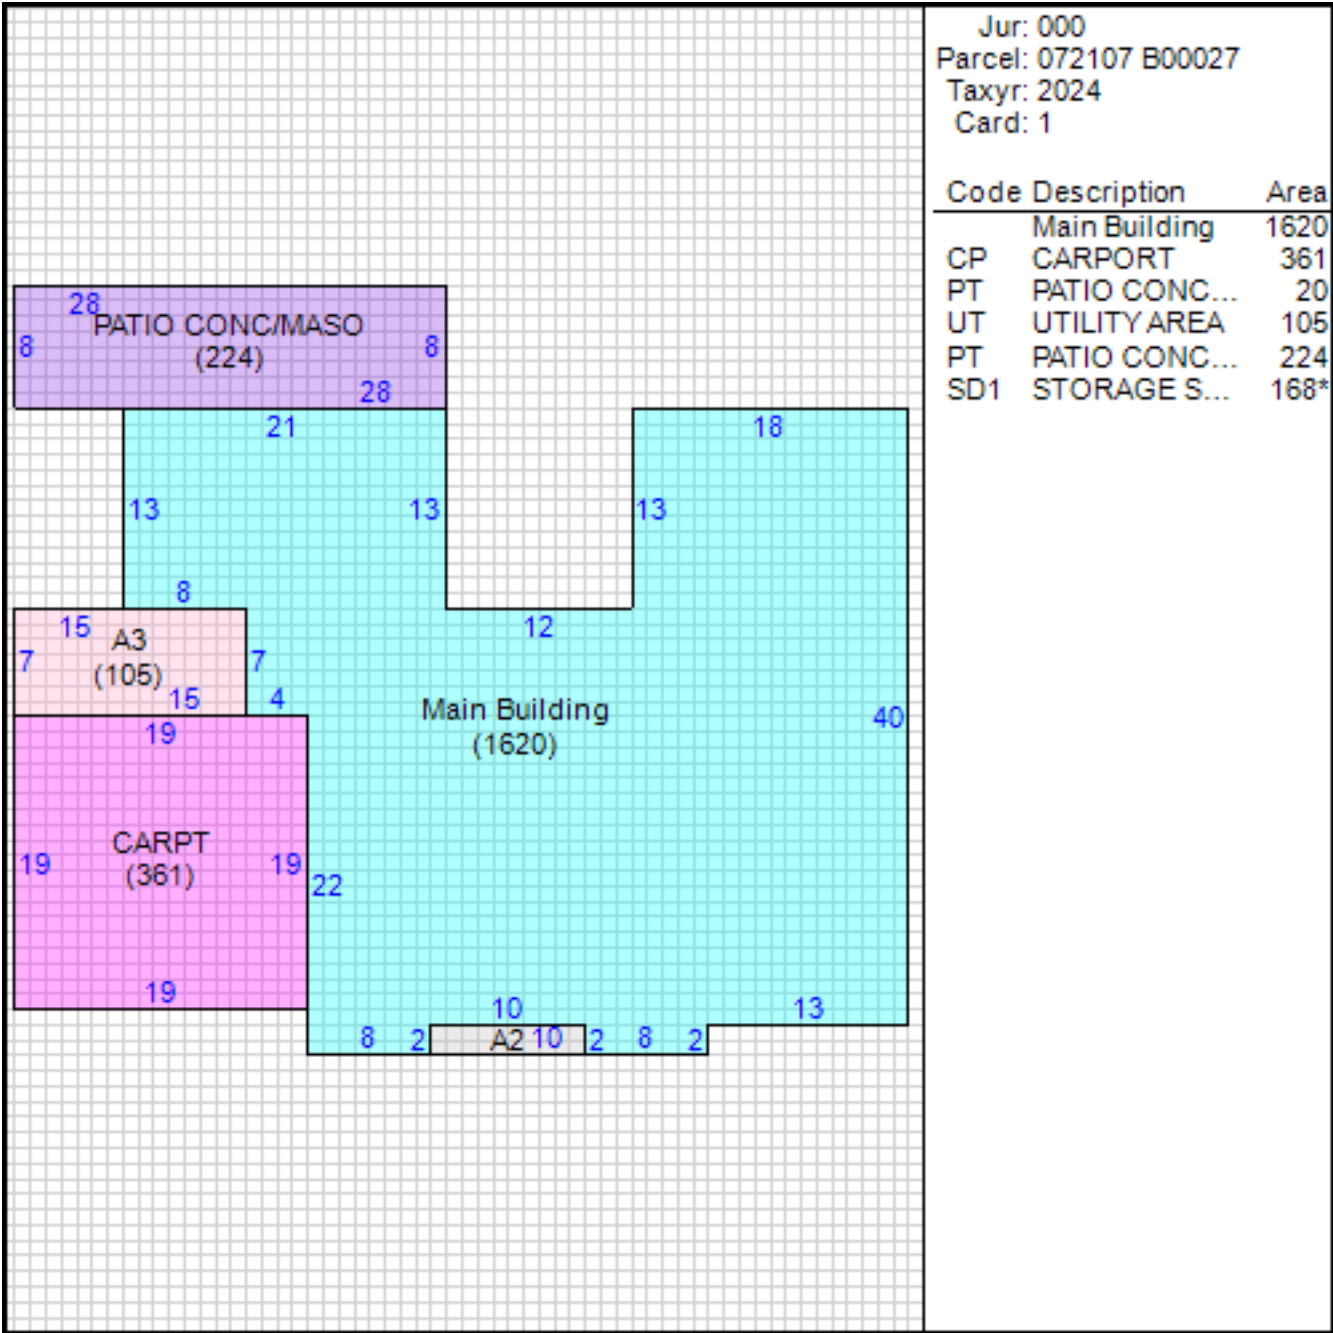 Jur: 000
Parcel: 072107 B00027
Taxyr: 2024
Card: 1
Code Description Area
Main Building 1620
CP CARPORT 361
PT PATIO CONC... 20
UT UTILITY AREA 105
PT PATIO CONC... 224
SD1 STORAGE S... 168*
28
PATIO CONC/MASO
8 (224) 8
28
21 18
13 13 13
8
15 12
A3
7 (105) 7
15 4
19
Main Building
(1620)
40
CARPT
19 (361) 19
22
19
10 13
8 2 A2 10 2 8 2